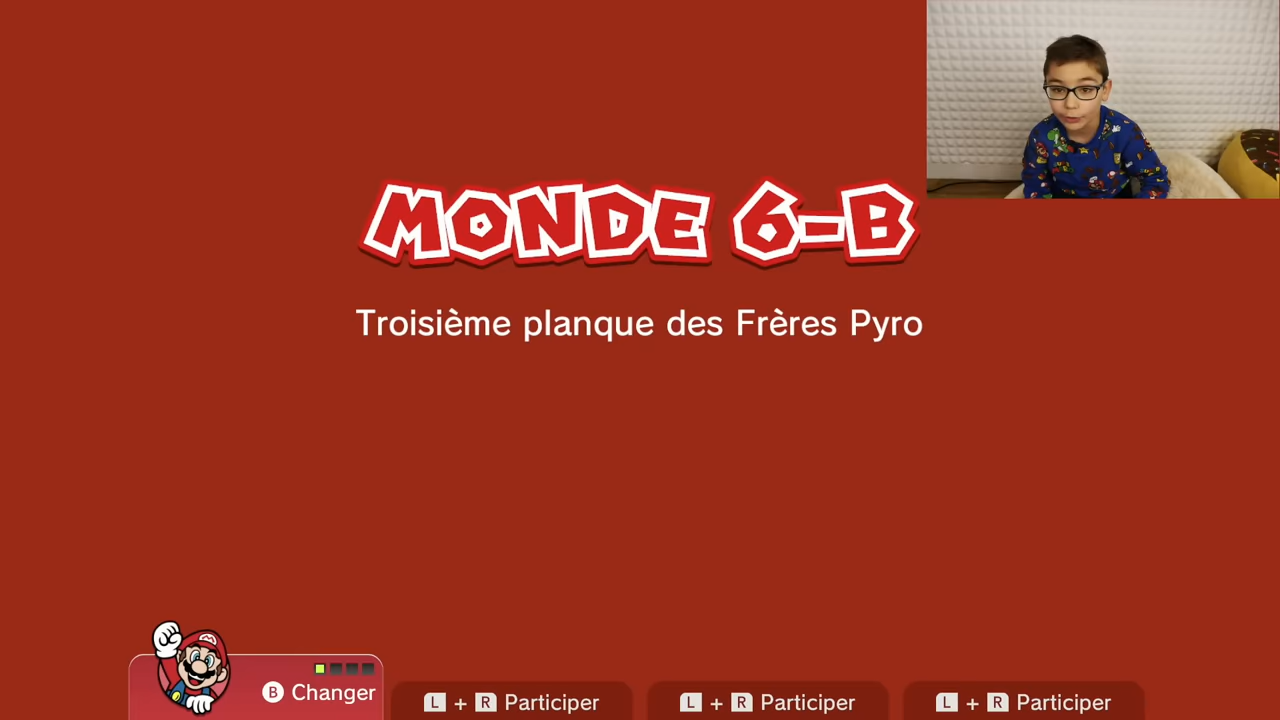 MONDE 6-B
Troisième planque des Frères Pyro
B Changer
L + R Participer
L + R Participer
L + R Participer